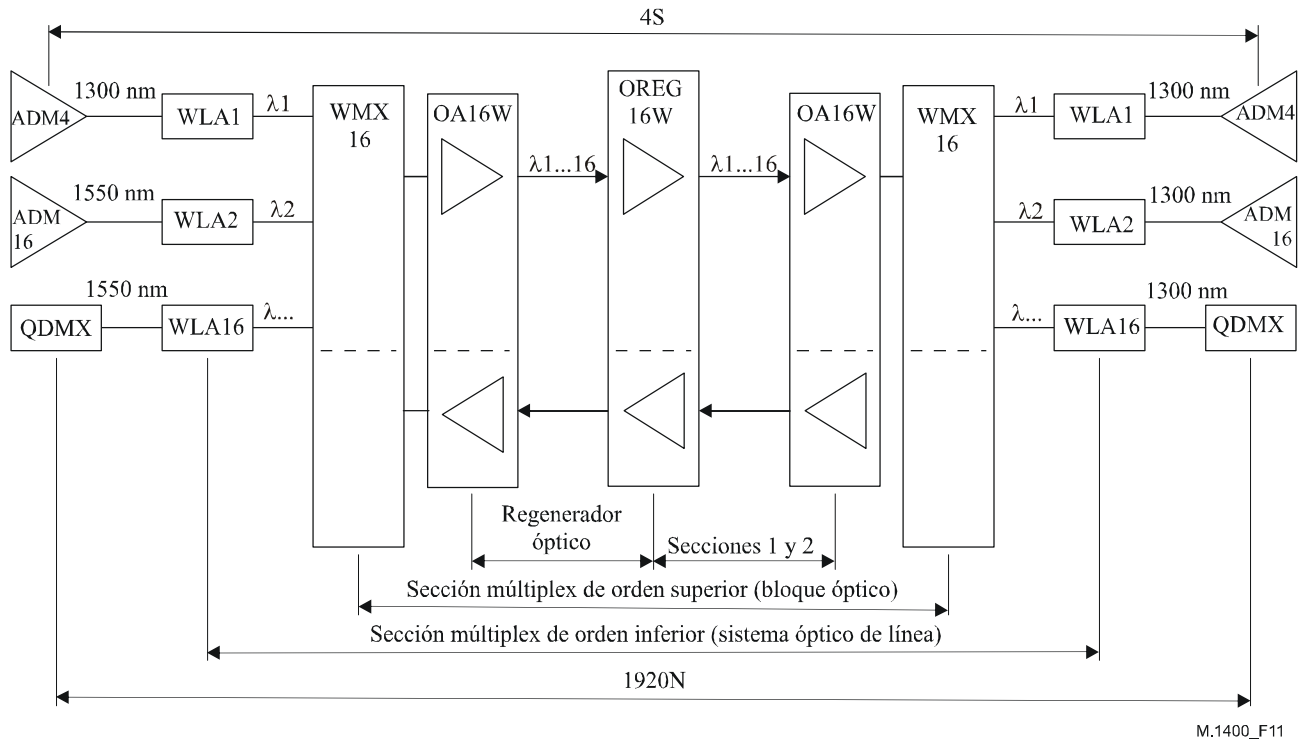 4S
1300 nm
ADM4
WLA1
λ1
WMX
16
OA16W
OREG
16W
OA16W
WMX
16
λ1
WLA1
1300 nm
ADM4
λ1...16
λ1...16
1550 nm
ADM
16
WLA2
λ2
λ2
WLA2
1300 nm
ADM
16
1550 nm
QDMX
WLA16
λ...
λ...
WLA16
1300 nm
QDMX
Regenerador
óptico
Secciones 1 y 2
Sección múltiplex de orden superior (bloque óptico)
Sección múltiplex de orden inferior (sistema óptico de línea)
1920N
M.1400_F11